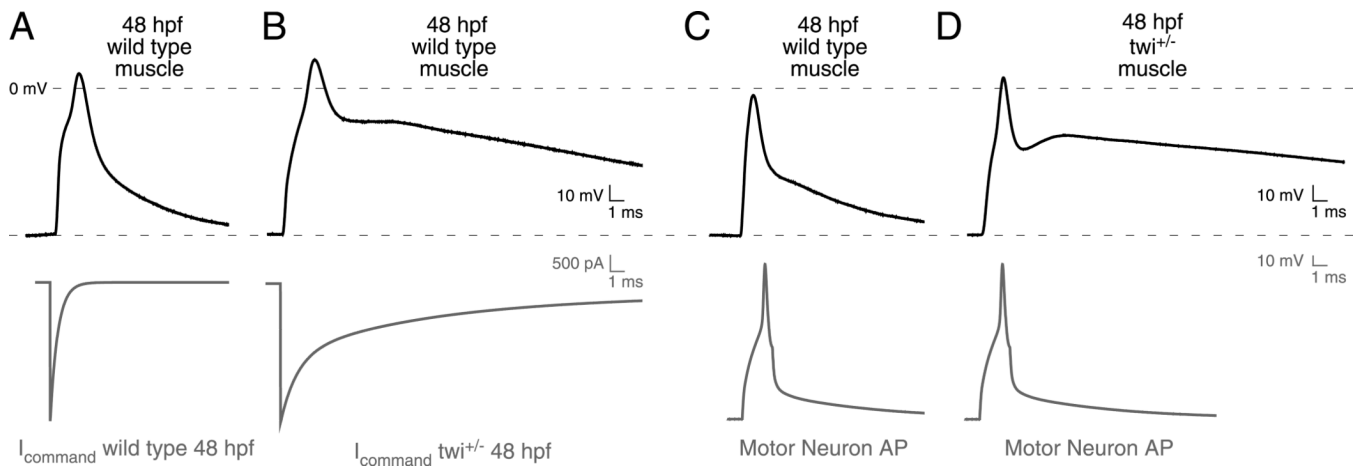 A
48 hpf
wild type
muscle
B
48 hpf
wild type
muscle
C
48 hpf
wild type
muscle
D
48 hpf
twi+/-
muscle
0 mV
10 mV
1 ms
10 mV
1 ms
500 pA
1 ms
10 mV
1 ms
Icommand wild type 48 hpf
Icommand twi+/- 48 hpf
Motor Neuron AP
Motor Neuron AP